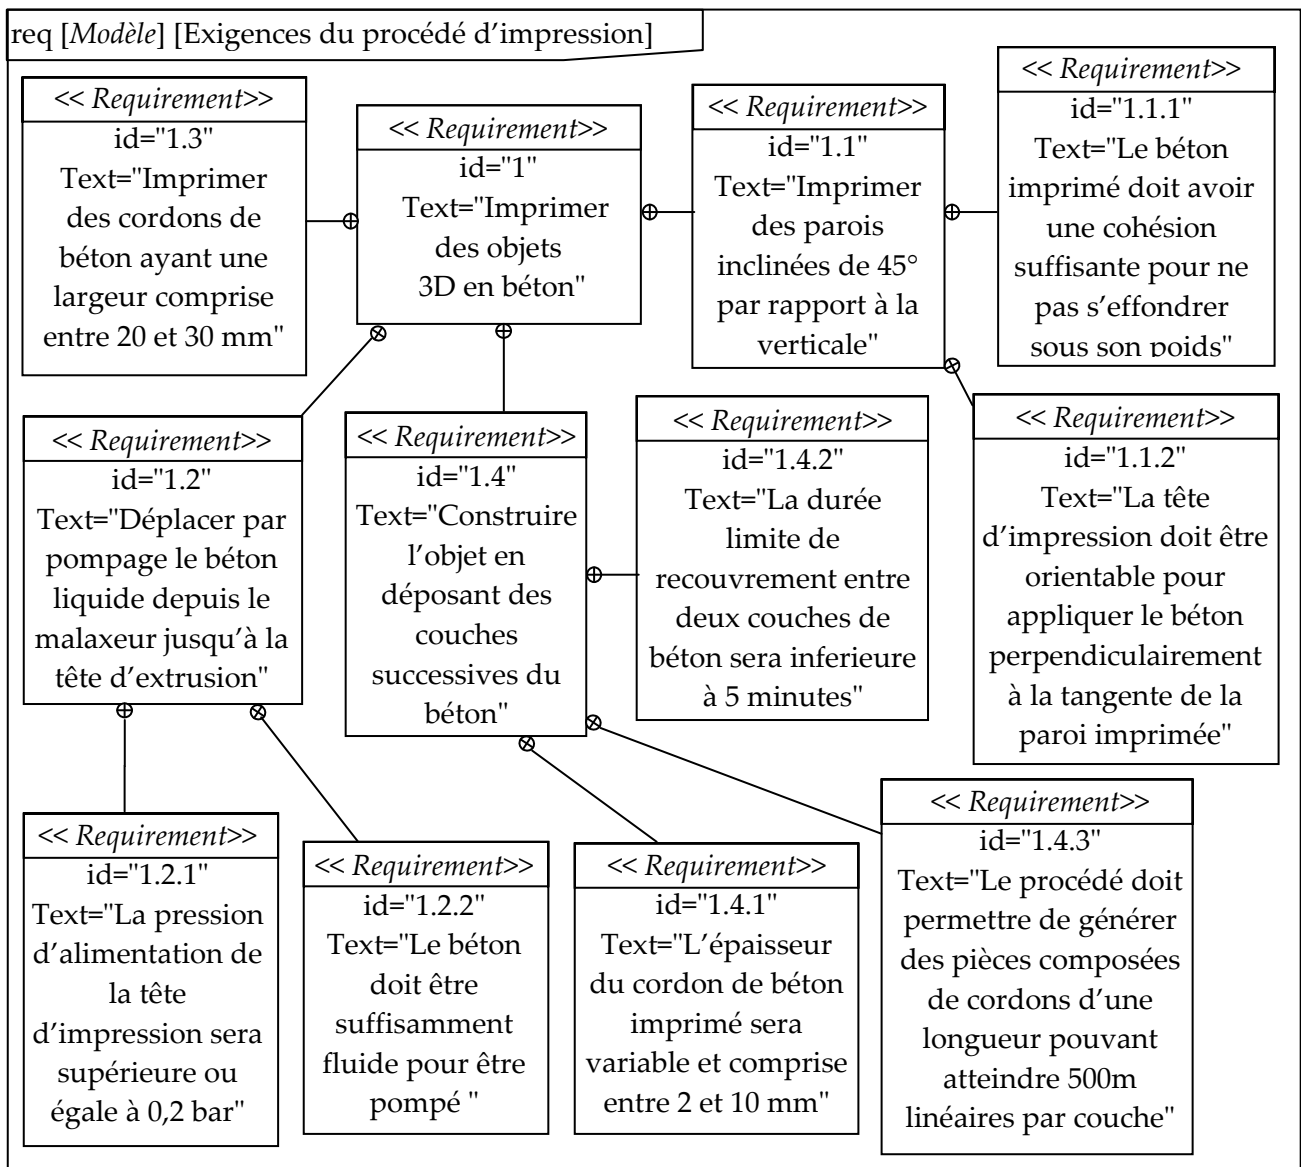 req [Modèle] [Exigences du procédé d’impression]
<< Requirement>>
id="1.3"
Text="Imprimer
des cordons de
béton ayant une
largeur comprise
entre 20 et 30 mm"
<< Requirement>>
id="1"
Text="Imprimer
des objets
3D en béton"
<< Requirement>>
id="1.1"
Text="Imprimer
des parois
inclinées de 45°
par rapport à la
verticale"
<< Requirement>>
id="1.1.1"
Text="Le béton
imprimé doit avoir
une cohésion
suffisante pour ne
pas s’effondrer
sous son poids"
<< Requirement>>
id="1.2"
Text="Déplacer par
pompage le béton
liquide depuis le
malaxeur jusqu’à la
tête d’extrusion"
<< Requirement>>
id="1.4"
Text="Construire
l’objet en
déposant des
couches
successives du
béton"
<< Requirement>>
id="1.4.2"
Text="La durée
limite de
recouvrement entre
deux couches de
béton sera inferieure
à 5 minutes"
<< Requirement>>
id="1.1.2"
Text="La tête
d’impression doit être
orientable pour
appliquer le béton
perpendiculairement
à la tangente de la
paroi imprimée"
<< Requirement>>
id="1.2.1"
Text="La pression
d’alimentation de
la tête
d’impression sera
supérieure ou
égale à 0,2 bar"
<< Requirement>>
id="1.2.2"
Text="Le béton
doit être
suffisamment
fluide pour être
pompé "
<< Requirement>>
id="1.4.1"
Text="L’épaisseur
du cordon de béton
imprimé sera
variable et comprise
entre 2 et 10 mm"
<< Requirement>>
id="1.4.3"
Text="Le procédé doit
permettre de générer
des pièces composées
de cordons d’une
longueur pouvant
atteindre 500m
linéaires par couche"